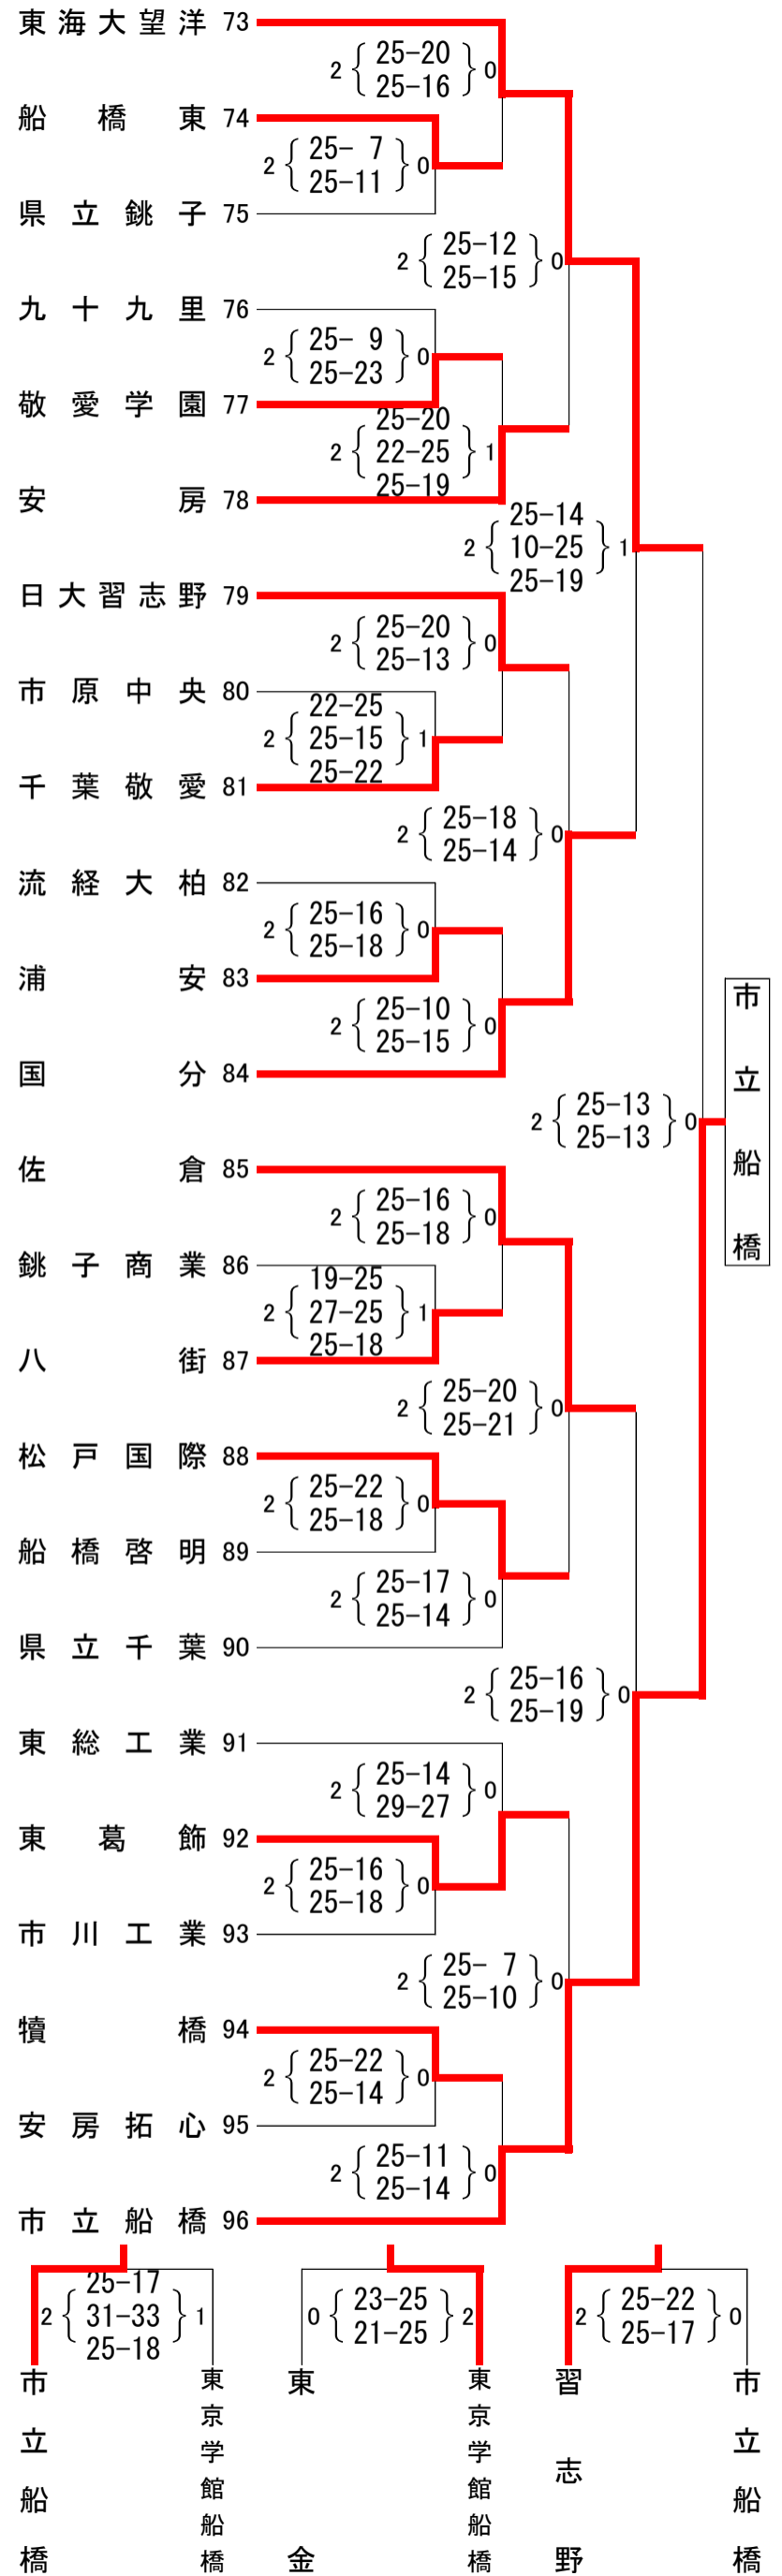 東海大望洋 73
2 25-20 0
25-16
船橋東 74
2 25- 7 0
25-11
県立銚子 75
2 25-12 0
25-15
九十九里 76
2 25- 9 0
25-23
敬愛学園 77
25-20
2 22-25 1
25-19
安房 78
25-14
2 10-25 1
25-19
日大習志野 79
2 25-20 0
25-13
市原中央 80
22-25
2 25-15 1
25-22
千葉敬愛 81
2 25-18 0
25-14
流経大柏 82
2 25-16 0
25-18
浦安 83
2 25-10 0
25-15
国分 84
市立船橋
2 25-13 0
25-13
佐倉 85
2 25-16 0
25-18
銚子商業 86
19-25
2 27-25 1
25-18
八街 87
2 25-20 0
25-21
松戸国際 88
2 25-22 0
25-18
船橋啓明 89
2 25-17 0
25-14
県立千葉 90
2 25-16 0
25-19
東総工業 91
2 25-14 0
29-27
東葛飾 92
2 25-16 0
25-18
市川工業 93
2 25- 7 0
25-10
犢橋 94
2 25-22 0
25-14
安房拓心 95
2 25-11 0
25-14
市立船橋 96
25-17
2 31-33 1
25-18
0 23-25 2
21-25
2 25-22 0
25-17
市立船橋
東京学館船橋
東金
東京学館船橋
習志野
市立船橋